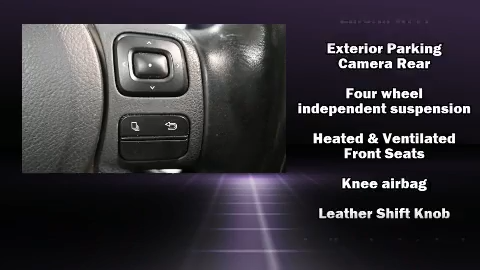 Exterior Parking
Camera Rear
Four wheel
independent suspension
Heated & Ventilated
Front Seats
Knee airbag
Leather Shift Knob